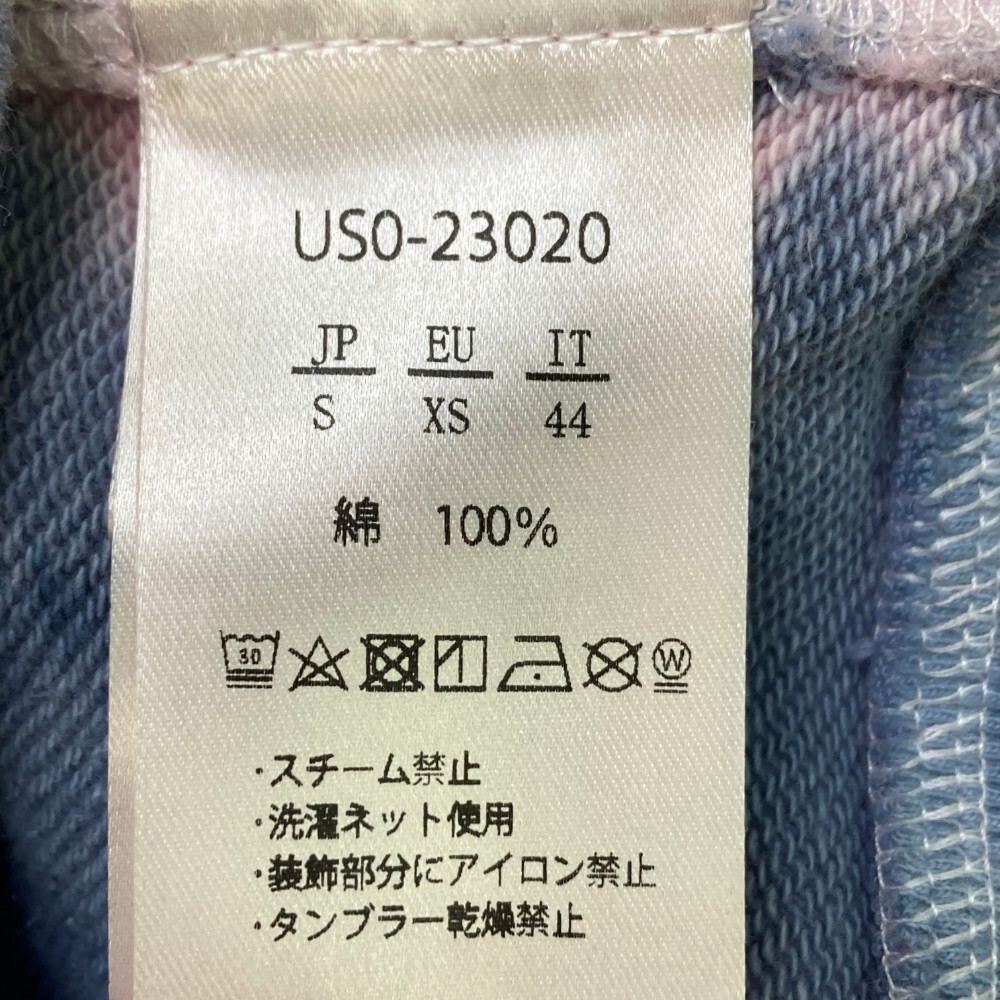 US0-23020
JP EU IT
S XS 44
綿 100%
30 W
・スチーム禁止
・洗濯ネット使用
・装飾部分にアイロン禁止
・タンブラー乾燥禁止